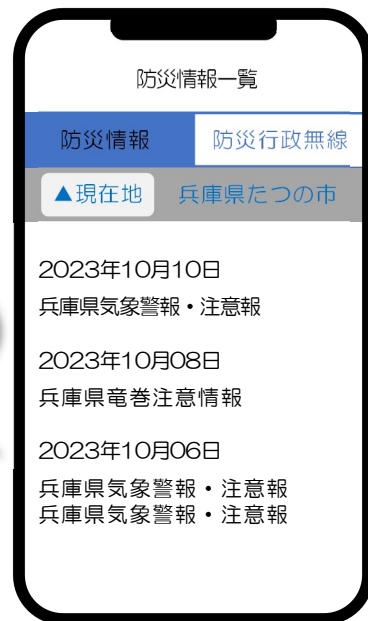 防災情報一覧
防災情報 防災行政無線
▲現在地 兵庫県たつの市
2023年10月10日
兵庫県気象警報・注意報
2023年10月08日
兵庫県竜巻注意情報
2023年10月06日
兵庫県気象警報・注意報
兵庫県気象警報・注意報